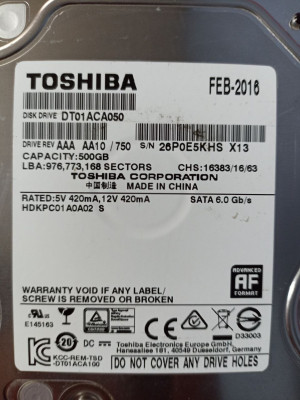 TOSHIBA
FEB-2016
DISK DRIVE DT01ACA050
DRIVE REV AAA AA10 / 750 S/N 26P0E5KHS X13
CAPACITY:500GB
LBA:976,773,168 SECTORS CHS:16383/16/63
TOSHIBA CORPORATION
中国制造 MADE IN CHINA
RATED:5V 420mA,12V 420mA SATA 6.0 Gb/s
HDKPC01A0A02 S
ADVANCED
AF
FORMAT
WARRANTY VOID IF ANY LABEL/
SCREW IS REMOVED OR BROKEN.
E145163
D33003
20
DC
Toshiba Electronics Europe GmbH
Hansaallee 181, 40549 Düsseldorf, Germany
KCC-REM-TSD
-DT01ACA100
DO NOT COVER ANY DRIVE HOLES